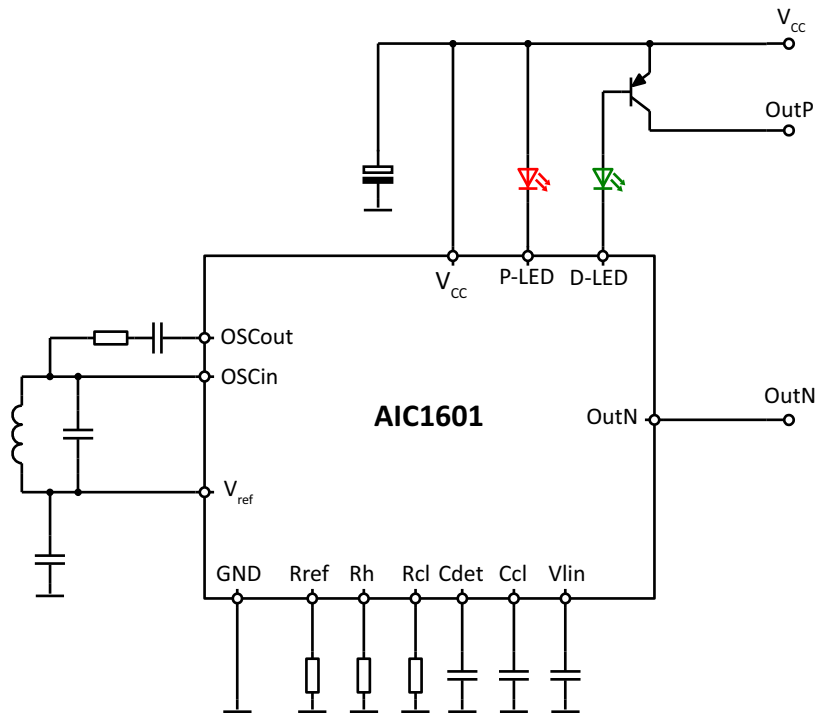 VCC
OutP
VCC P-LED D-LED
OSCout
OSCin
AIC1601
OutN
OutN
Vref
GND Rref Rh Rcl Cdet Ccl Vlin